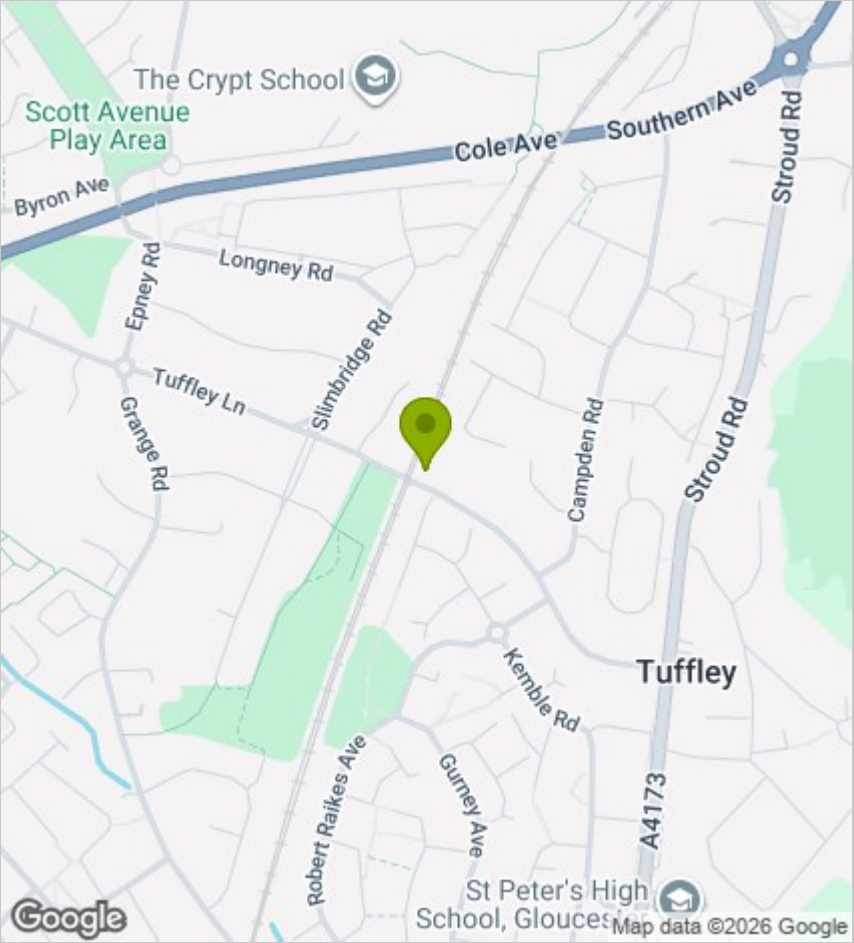 The Crypt School
Scott Avenue
Play Area
Byron Ave
Cole Ave
Southern Ave
Stroud Rd
Epney Rd
Longney Rd
Slimbridge Rd
Tuffley Ln
Grange Rd
Campden Rd
Stroud Rd
Tuffley
Kemble Rd
Robert Raikes Ave
Gurney Ave
A4173
St Peter's High
School, Gloucester
Google
Map data ©2026 Google